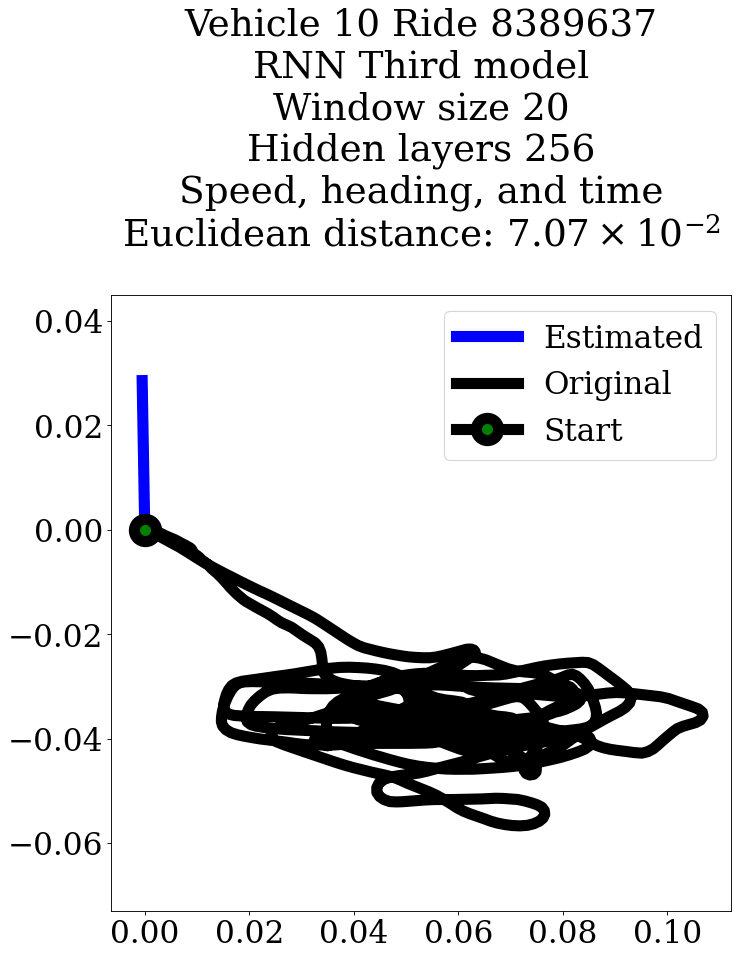 Vehicle 10 Ride 8389637
RNN Third model
Window size 20
Hidden layers 256
Speed, heading, and time
Euclidean distance: 7.07 × 10⁻²
Estimated
Original
Start
0.04
0.02
0.00
−0.02
−0.04
−0.06
0.00 0.02 0.04 0.06 0.08 0.10